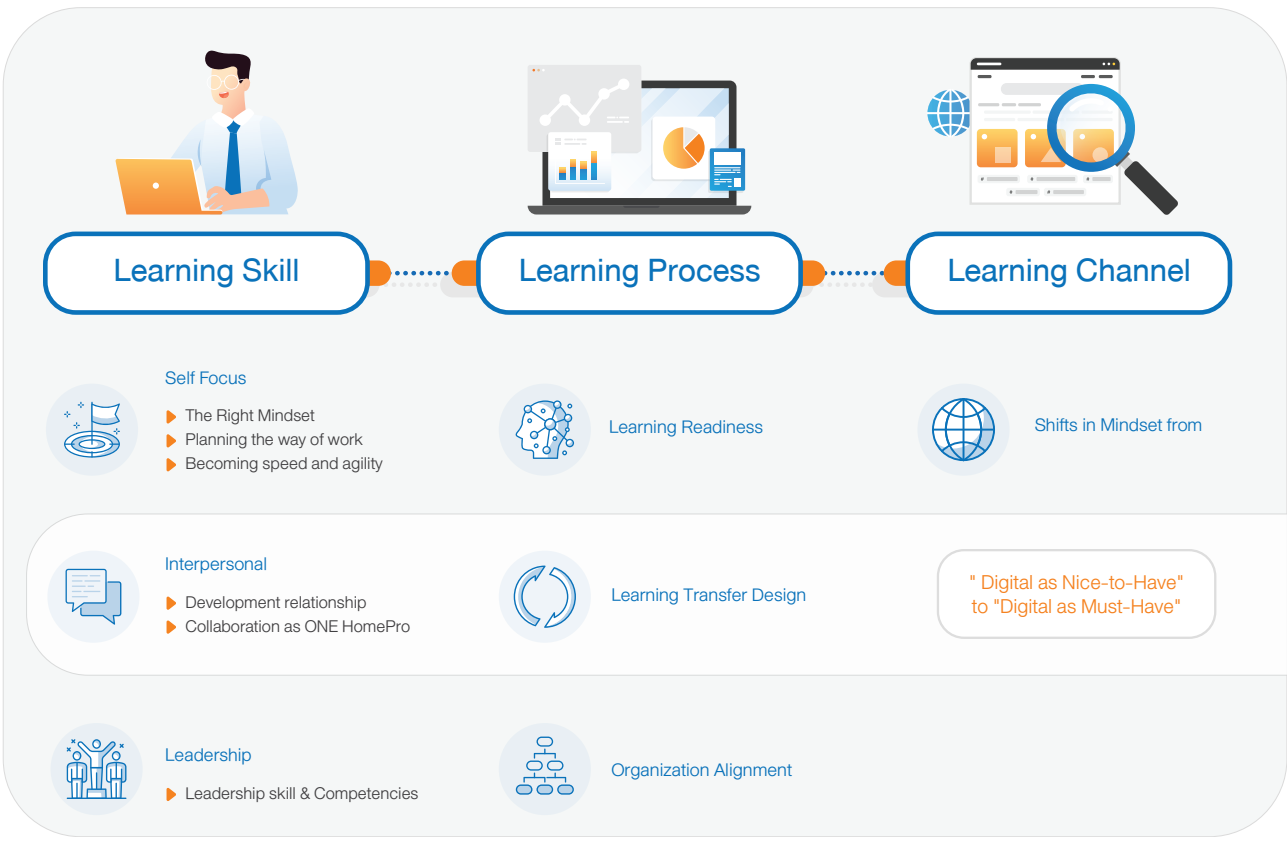 Learning Skill
Learning Process
Learning Channel
Self Focus
The Right Mindset
Planning the way of work
Becoming speed and agility
Learning Readiness
Shifts in Mindset from
Interpersonal
Development relationship
Collaboration as ONE HomePro
Learning Transfer Design
" Digital as Nice-to-Have"
to "Digital as Must-Have"
Leadership
Leadership skill & Competencies
Organization Alignment